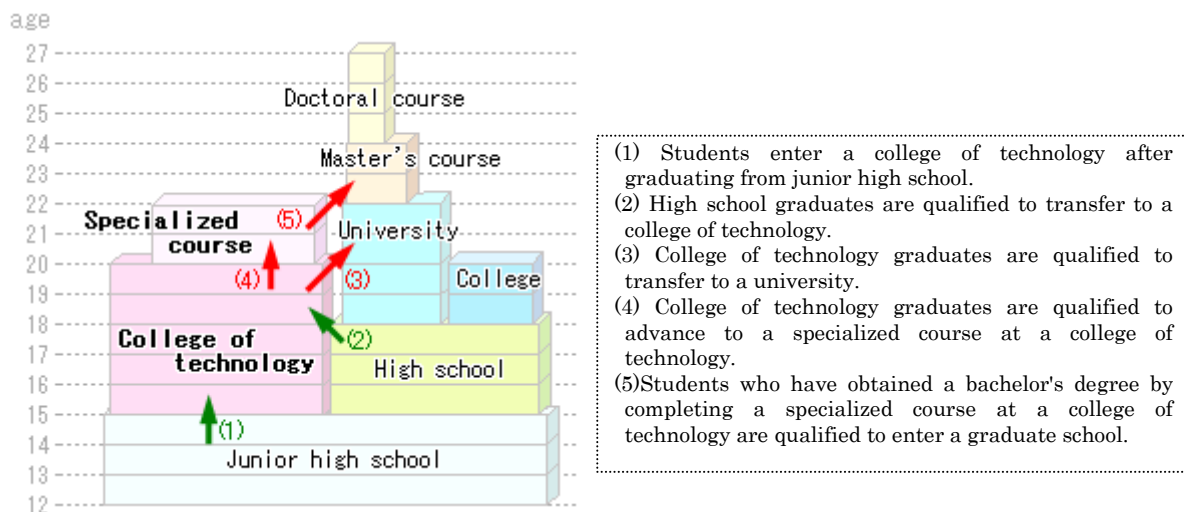 age
27
26
25
24
23
22
21
20
19
18
17
16
15
14
13
12
Doctoral course
Master's course
Specialized
course
(5)
University
(4)
(3)
College
College of
technology
(2)
High school
(1)
Junior high school
(1) Students enter a college of technology after
graduating from junior high school.
(2) High school graduates are qualified to transfer to a
college of technology.
(3) College of technology graduates are qualified to
transfer to a university.
(4) College of technology graduates are qualified to
advance to a specialized course at a college of
technology.
(5)Students who have obtained a bachelor's degree by
completing a specialized course at a college of
technology are qualified to enter a graduate school.